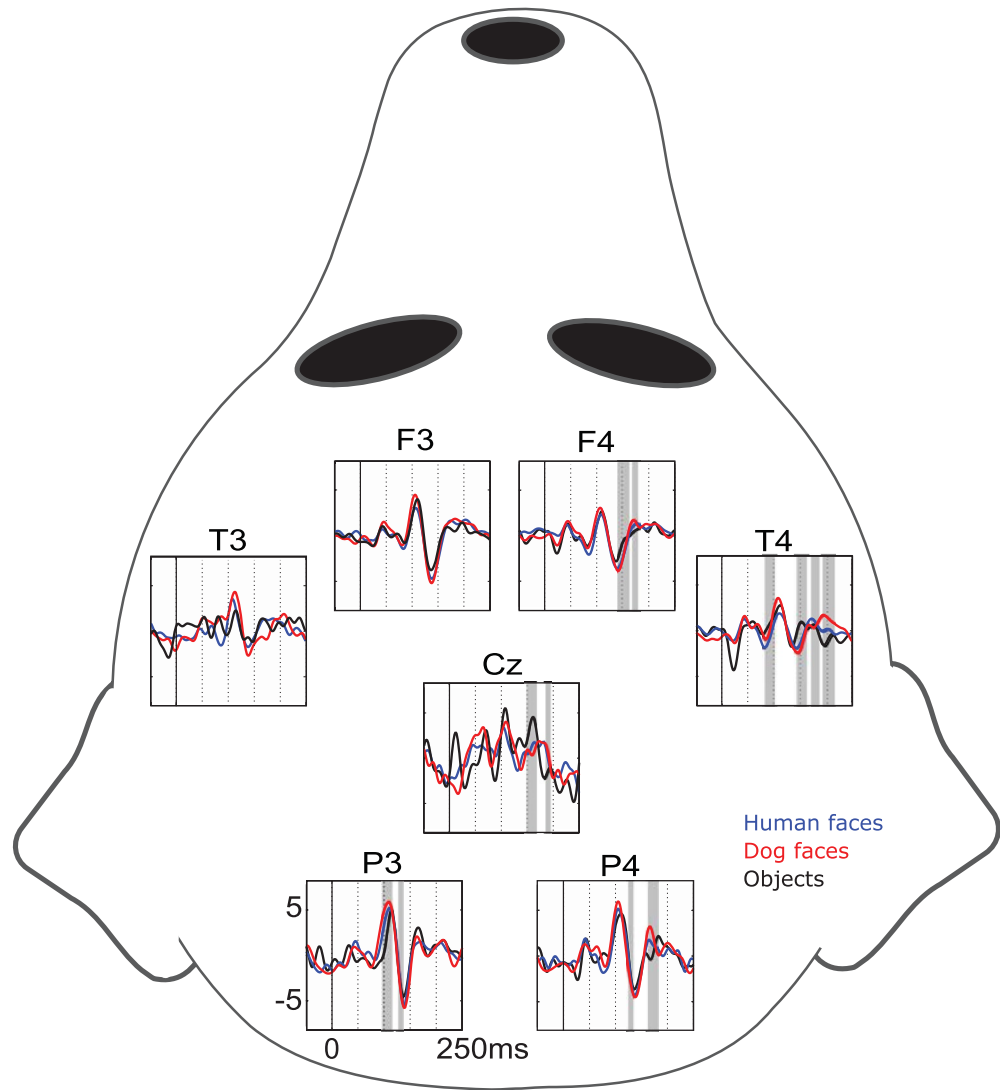 F3 F4
T3 T4
Cz
Human faces
Dog faces
Objects
P3 P4
5
-5
0 250ms